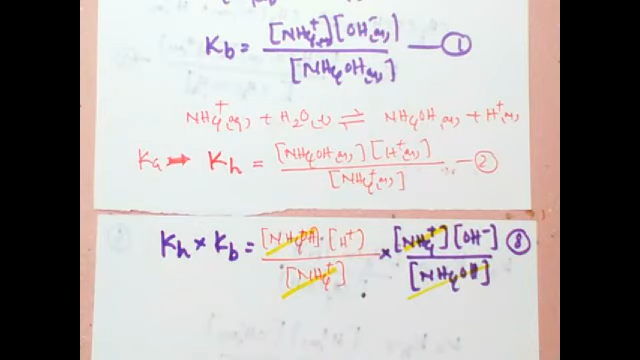 Kb = [NH₄⁺(aq)][OH⁻(aq)] / [NH₄OH(aq)] — ①
NH₄⁺(aq) + H₂O(l) ⇌ NH₄OH(aq) + H⁺(aq)
Ka → Kh = [NH₄OH(aq)][H⁺(aq)] / [NH₄⁺(aq)] — ②
Kh × Kb = [NH₄OH]·[H⁺] / [NH₄⁺] × [NH₄⁺][OH⁻] / [NH₄OH] ③